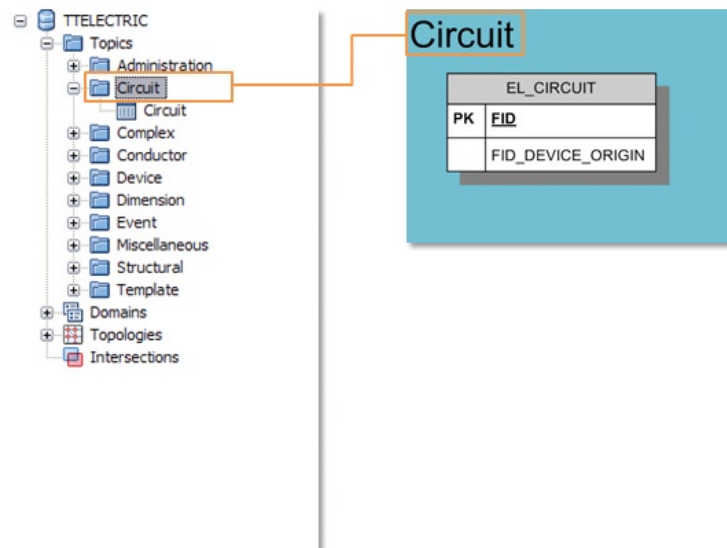 TTELECTRIC
Topics
Administration
Circuit
Circuit
Complex
Conductor
Device
Dimension
Event
Miscellaneous
Structural
Template
Domains
Topologies
Intersections
Circuit
EL_CIRCUIT
PK FID
FID_DEVICE_ORIGIN